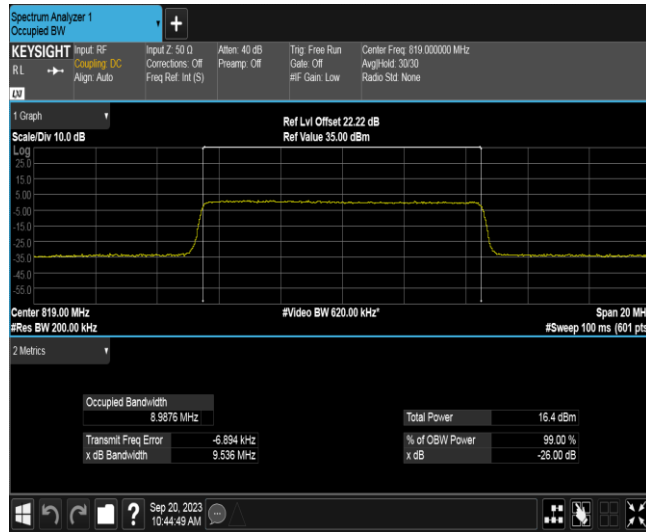 Spectrum Analyzer 1
Occupied BW
+
KEYSIGHT Input: RF Input Z: 50 Ω Atten: 40 dB Trig: Free Run Center Freq: 819.000000 MHz
RL Coupling: DC Corrections: Off Preamp: Off Gate: Off Avg|Hold: 30/30
Align: Auto Freq Ref: Int (S) #IF Gain: Low Radio Std: None
LXI
1 Graph
Ref Lvl Offset 22.22 dB
Scale/Div 10.0 dB Ref Value 35.00 dBm
Log
25.0
15.0
5.00
-5.00
-15.0
-25.0
-35.0
-45.0
-55.0
Center 819.00 MHz #Video BW 620.00 kHz* Span 20 MH
#Res BW 200.00 kHz #Sweep 100 ms (601 pts
2 Metrics
Occupied Bandwidth
8.9876 MHz Total Power 16.4 dBm
Transmit Freq Error -6.894 kHz % of OBW Power 99.00 %
x dB Bandwidth 9.536 MHz x dB -26.00 dB
? Sep 20, 2023
10:44:49 AM